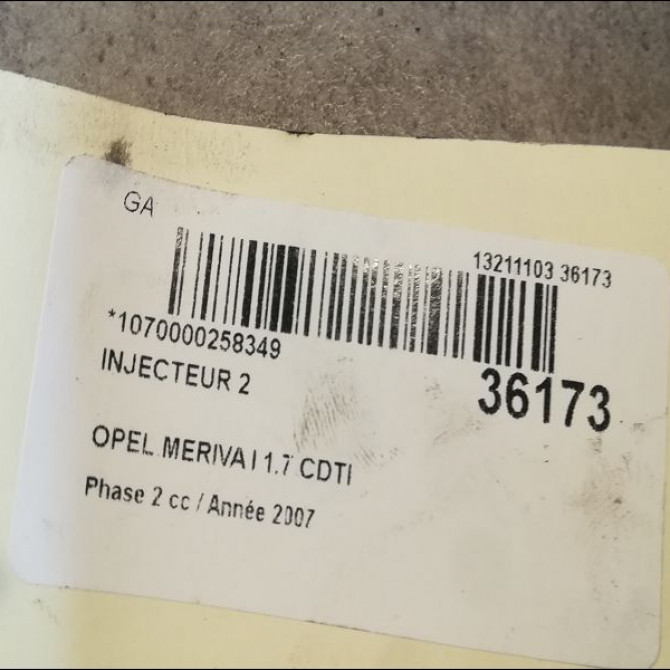 GA
13211103 36173
*1070000258349
36173
INJECTEUR 2
OPEL MERIVA I 1.7 CDTI
Phase 2 cc / Année 2007